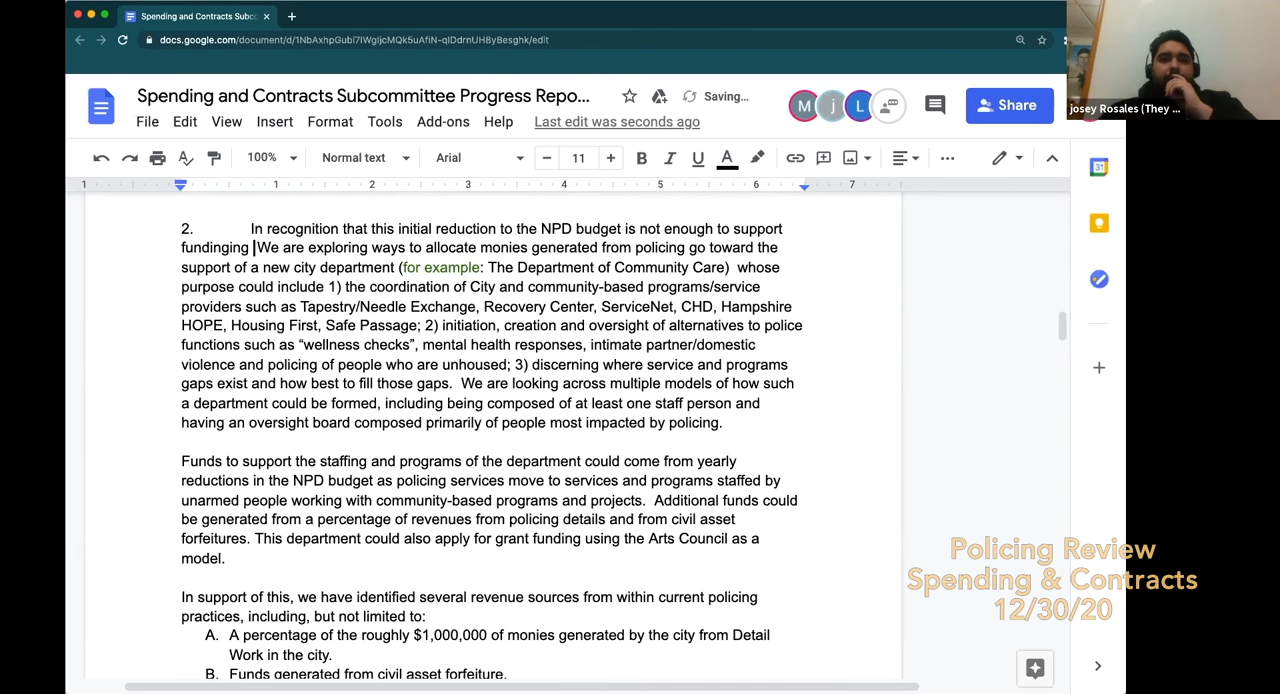 Spending and Contracts Subc
docs.google.com/document/d/1NbAxhpGubi7IWgljcMQk5uAfiN-qIDdrnUH8yBesghk/edit
josey Rosales (They ...
Spending and Contracts Subcommittee Progress Repo...
Saving...
M
j
L
Share
File Edit View Insert Format Add-ons Help Last edit was seconds ago
100% Normal text Arial 11 B I U A
31
1 1 2 3 4 5 6 7
2. In recognition that this initial reduction to the NPD budget is not enough to support
fundinging We are exploring ways to allocate monies generated from policing go toward the
support of a new city department (for example: The Department of Community Care) whose
purpose could include 1) the coordination of City and community-based programs/service
providers such as Tapestry/Needle Exchange, Recovery Center, ServiceNet, CHD, Hampshire
HOPE, Housing First, Safe Passage; 2) initiation, creation and oversight of alternatives to police
functions such as “wellness checks”, mental health responses, intimate partner/domestic
violence and policing of people who are unhoused; 3) discerning where service and programs
gaps exist and how best to fill those gaps. We are looking across multiple models of how such
a department could be formed, including being composed of at least one staff person and
having an oversight board composed primarily of people most impacted by policing.
Funds to support the staffing and programs of the department could come from yearly
reductions in the NPD budget as policing services move to services and programs staffed by
unarmed people working with community-based programs and projects. Additional funds could
be generated from a percentage of revenues from policing details and from civil asset
forfeitures. This department could also apply for grant funding using the Arts Council as a
model.
In support of this, we have identified several revenue sources from within current policing
practices, including, but not limited to:
A. A percentage of the roughly $1,000,000 of monies generated by the city from Detail
Work in the city.
B. Funds generated from civil asset forfeiture.
Policing Review
Spending & Contracts
12/30/20